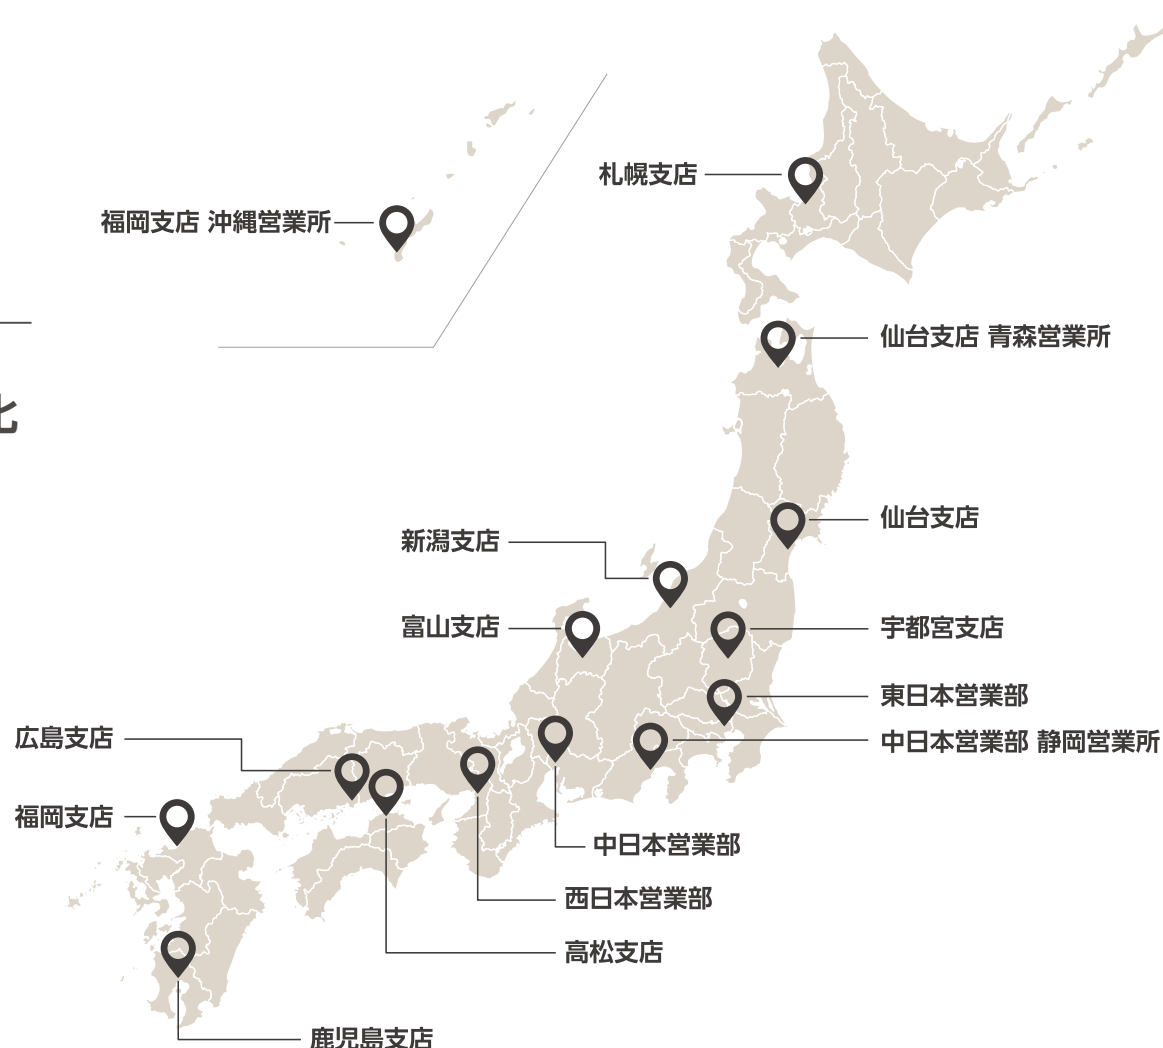 札幌支店
福岡支店 沖縄営業所
仙台支店 青森営業所
仙台支店
新潟支店
富山支店
宇都宮支店
東日本営業部
広島支店
中日本営業部 静岡営業所
福岡支店
中日本営業部
西日本営業部
高松支店
鹿児島支店